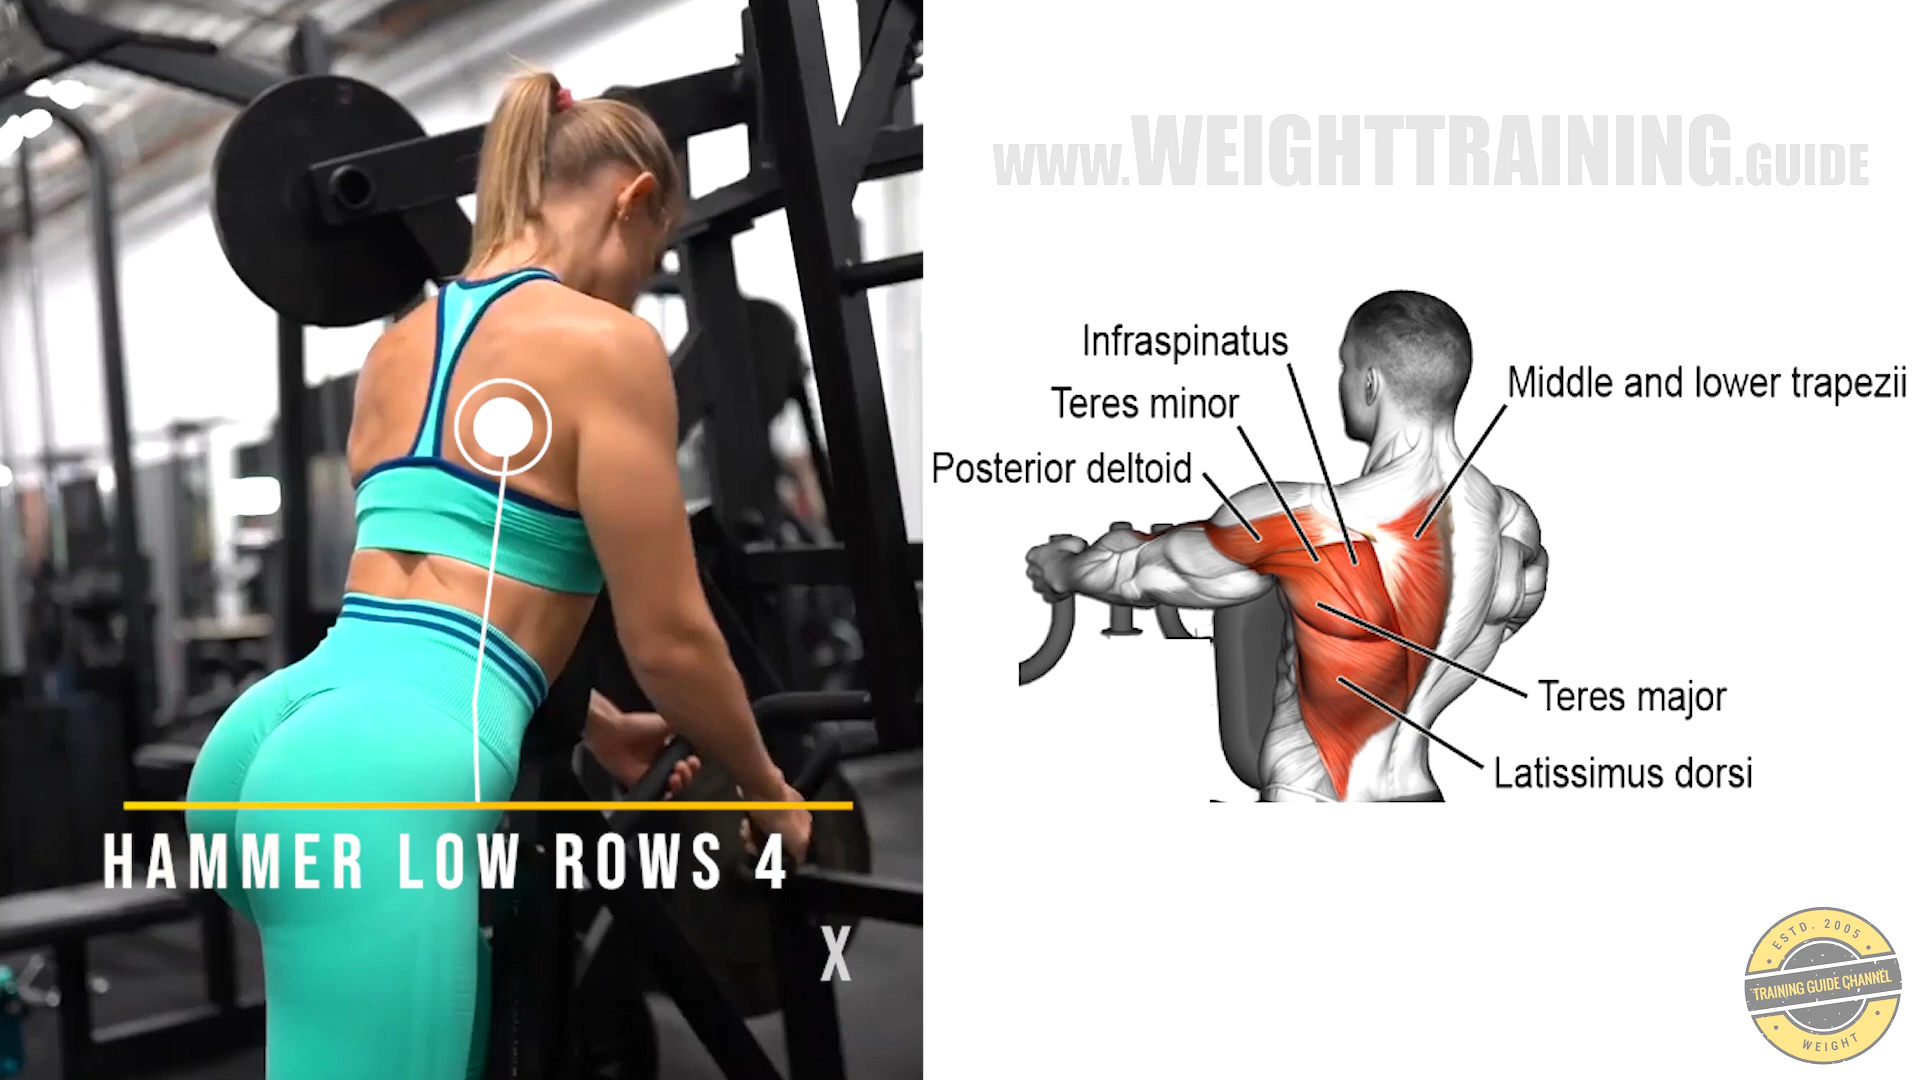 HAMMER LOW ROWS 4
X
WWW.WEIGHTTRAINING.GUIDE
Infraspinatus
Teres minor
Posterior deltoid
Middle and lower trapezii
Teres major
Latissimus dorsi
ESTD. 2005
TRAINING GUIDE CHANNEL
WEIGHT